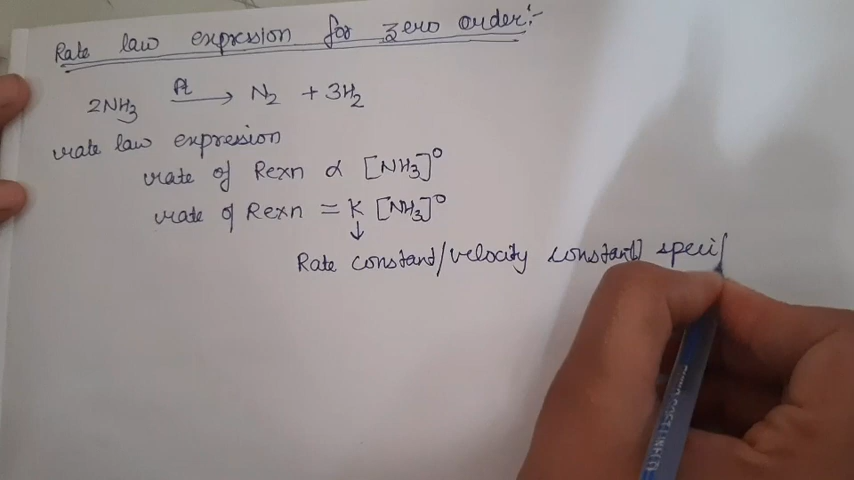 Rate law expression for zero order:-
2NH₃ Pt → N₂ + 3H₂
rate law expression
rate of Rexn ∝ [NH₃]⁰
rate of Rexn = K [NH₃]⁰
↓
Rate constant/velocity constant/ specif